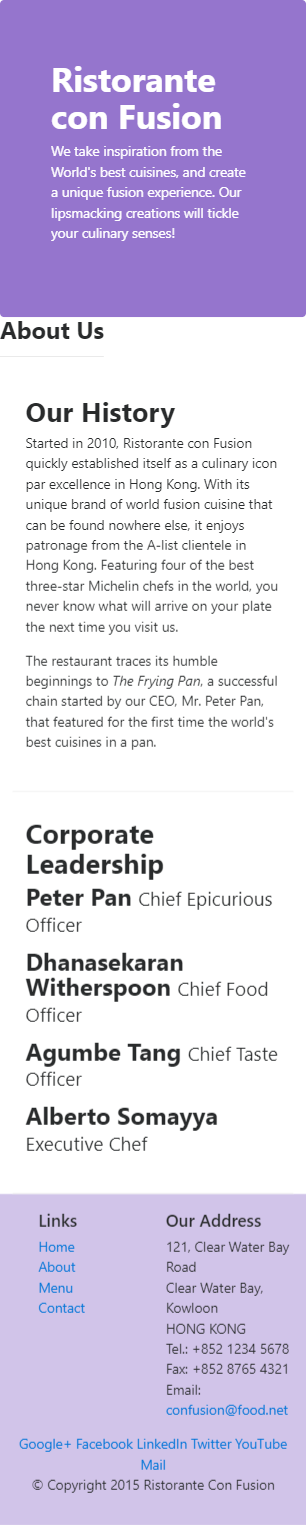 Ristorante
con Fusion
We take inspiration from the
World's best cuisines, and create
a unique fusion experience. Our
lipsmacking creations will tickle
your culinary senses!
About Us
Our History
Started in 2010, Ristorante con Fusion
quickly established itself as a culinary icon
par excellence in Hong Kong. With its
unique brand of world fusion cuisine that
can be found nowhere else, it enjoys
patronage from the A-list clientele in
Hong Kong. Featuring four of the best
three-star Michelin chefs in the world, you
never know what will arrive on your plate
the next time you visit us.
The restaurant traces its humble
beginnings to The Frying Pan, a successful
chain started by our CEO, Mr. Peter Pan,
that featured for the first time the world's
best cuisines in a pan.
Corporate
Leadership
Peter Pan Chief Epicurious
Officer
Dhanasekaran
Witherspoon Chief Food
Officer
Agumbe Tang Chief Taste
Officer
Alberto Somayya
Executive Chef
Links
Home
About
Menu
Contact
Our Address
121, Clear Water Bay
Road
Clear Water Bay,
Kowloon
HONG KONG
Tel.: +852 1234 5678
Fax: +852 8765 4321
Email:
confusion@food.net
Google+ Facebook LinkedIn Twitter YouTube
Mail
© Copyright 2015 Ristorante Con Fusion